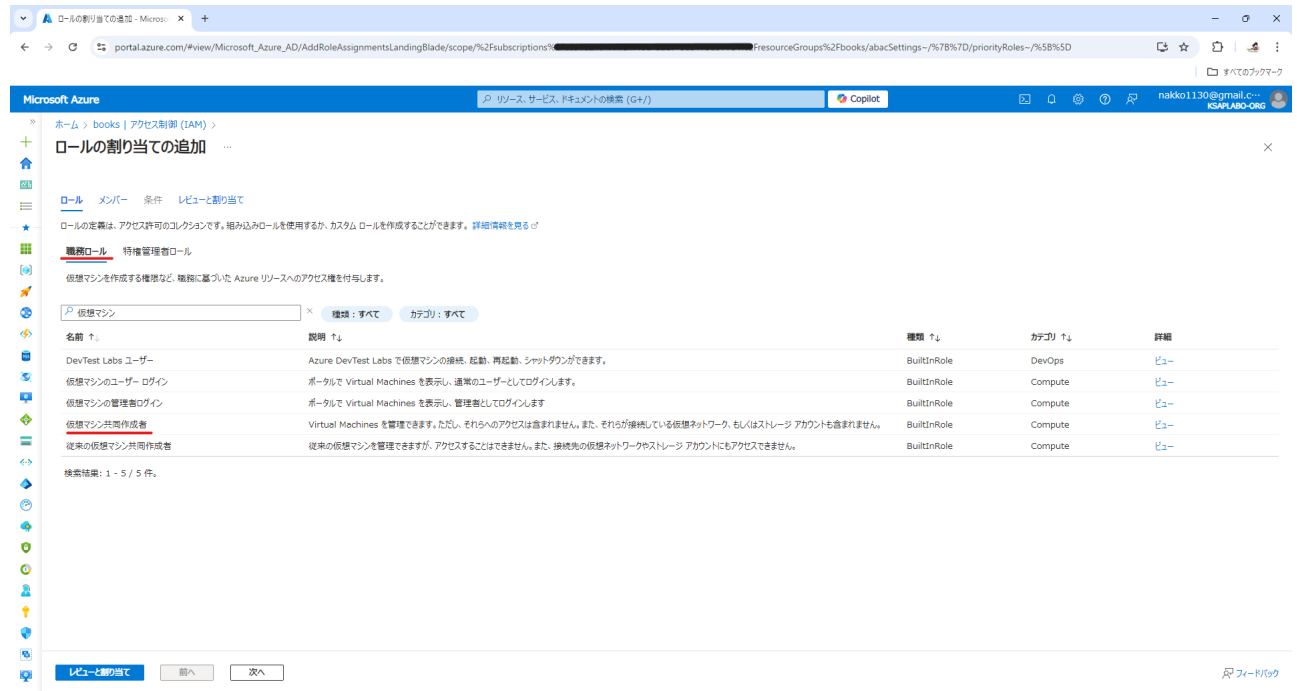 ロールの割り当ての追加 - Microso
portal.azure.com/#view/Microsoft_Azure_AD/AddRoleAssignmentsLandingBlade/scope/%2Fsubscriptions%
FresourceGroups%2Fbooks/abacSettings~/%7B%7D/priorityRoles~/%5B%5D
すべてのブックマーク
Microsoft Azure
リソース、サービス、ドキュメントの検索 (G+/)
Copilot
nakko1130@gmail.c…
KSAPLABO-ORG
ホーム > books | アクセス制御 (IAM) >
ロールの割り当ての追加 …
ロール メンバー 条件 レビューと割り当て
ロールの定義は、アクセス許可のコレクションです。組み込みロールを使用するか、カスタム ロールを作成することができます。 詳細情報を見る
職務ロール 特権管理者ロール
仮想マシンを作成する権限など、職務に基づいた Azure リソースへのアクセス権を付与します。
仮想マシン × 種類 : すべて カテゴリ : すべて
名前 ↑↓ 説明 ↑↓ 種類 ↑↓ カテゴリ ↑↓ 詳細
DevTest Labs ユーザー Azure DevTest Labs で仮想マシンの接続、起動、再起動、シャットダウンができます。 BuiltInRole DevOps ビュー
仮想マシンのユーザー ログイン ポータルで Virtual Machines を表示し、通常のユーザーとしてログインします。 BuiltInRole Compute ビュー
仮想マシンの管理者ログイン ポータルで Virtual Machines を表示し、管理者としてログインします BuiltInRole Compute ビュー
仮想マシン共同作成者 Virtual Machines を管理できます。ただし、それらへのアクセスは含まれません。また、それらが接続している仮想ネットワーク、もしくはストレージ アカウントも含まれません。 BuiltInRole Compute ビュー
従来の仮想マシン共同作成者 従来の仮想マシンを管理できますが、アクセスすることはできません。また、接続先の仮想ネットワークやストレージ アカウントにもアクセスできません。 BuiltInRole Compute ビュー
検索結果: 1 - 5 / 5 件。
レビューと割り当て 前へ 次へ
フィードバック